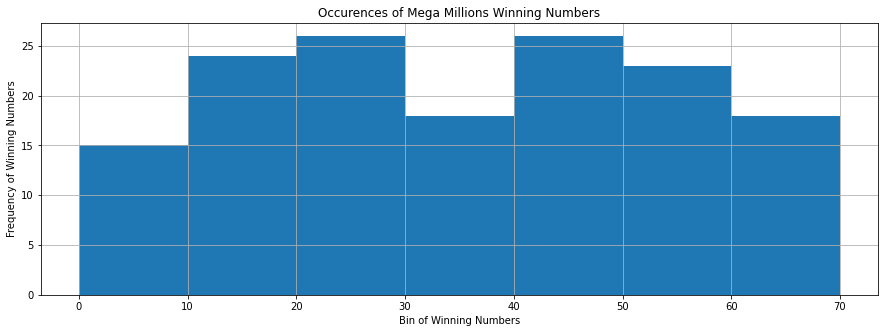 Occurences of Mega Millions Winning Numbers
Frequency of Winning Numbers
25
20
15
10
5
0
0 10 20 30 40 50 60 70
Bin of Winning Numbers